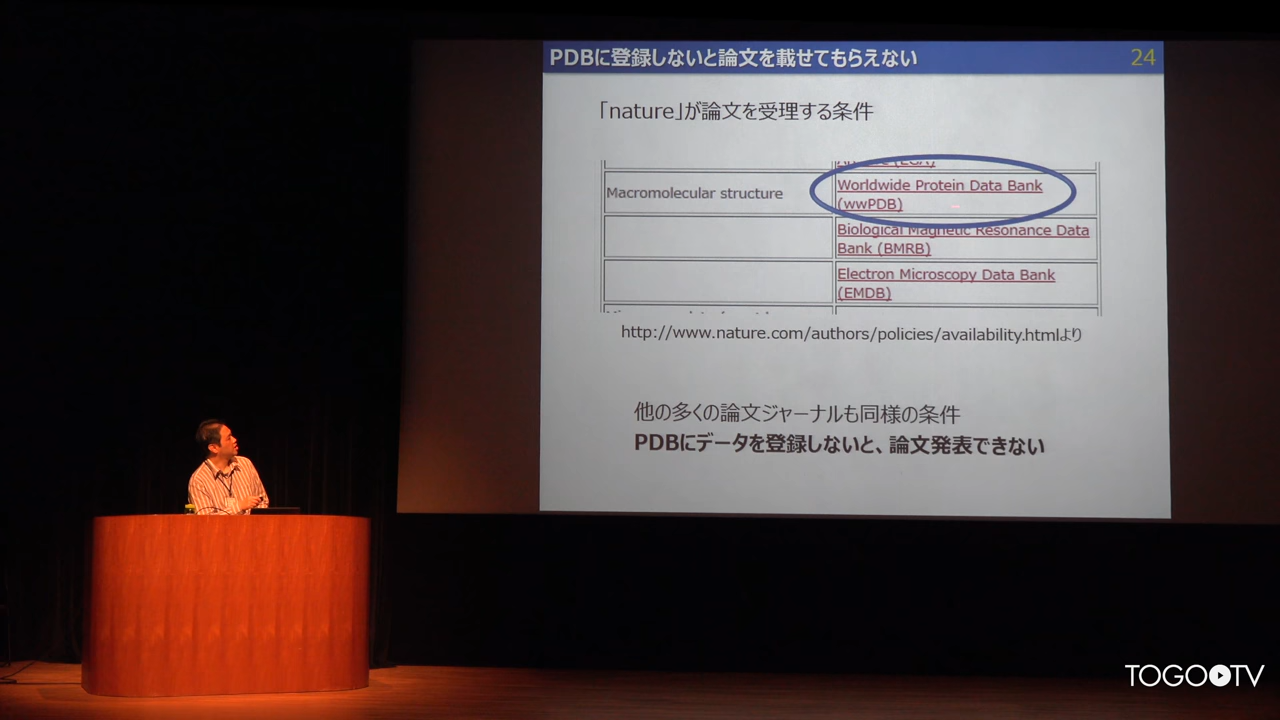 PDBに登録しないと論文を載せてもらえない
24
「nature」が論文を受理する条件
Macromolecular structure
Worldwide Protein Data Bank
(wwPDB)
Biological Magnetic Resonance Data
Bank (BMRB)
Electron Microscopy Data Bank
(EMDB)
http://www.nature.com/authors/policies/availability.htmlより
他の多くの論文ジャーナルも同様の条件
PDBにデータを登録しないと、論文発表できない
TOGOTV